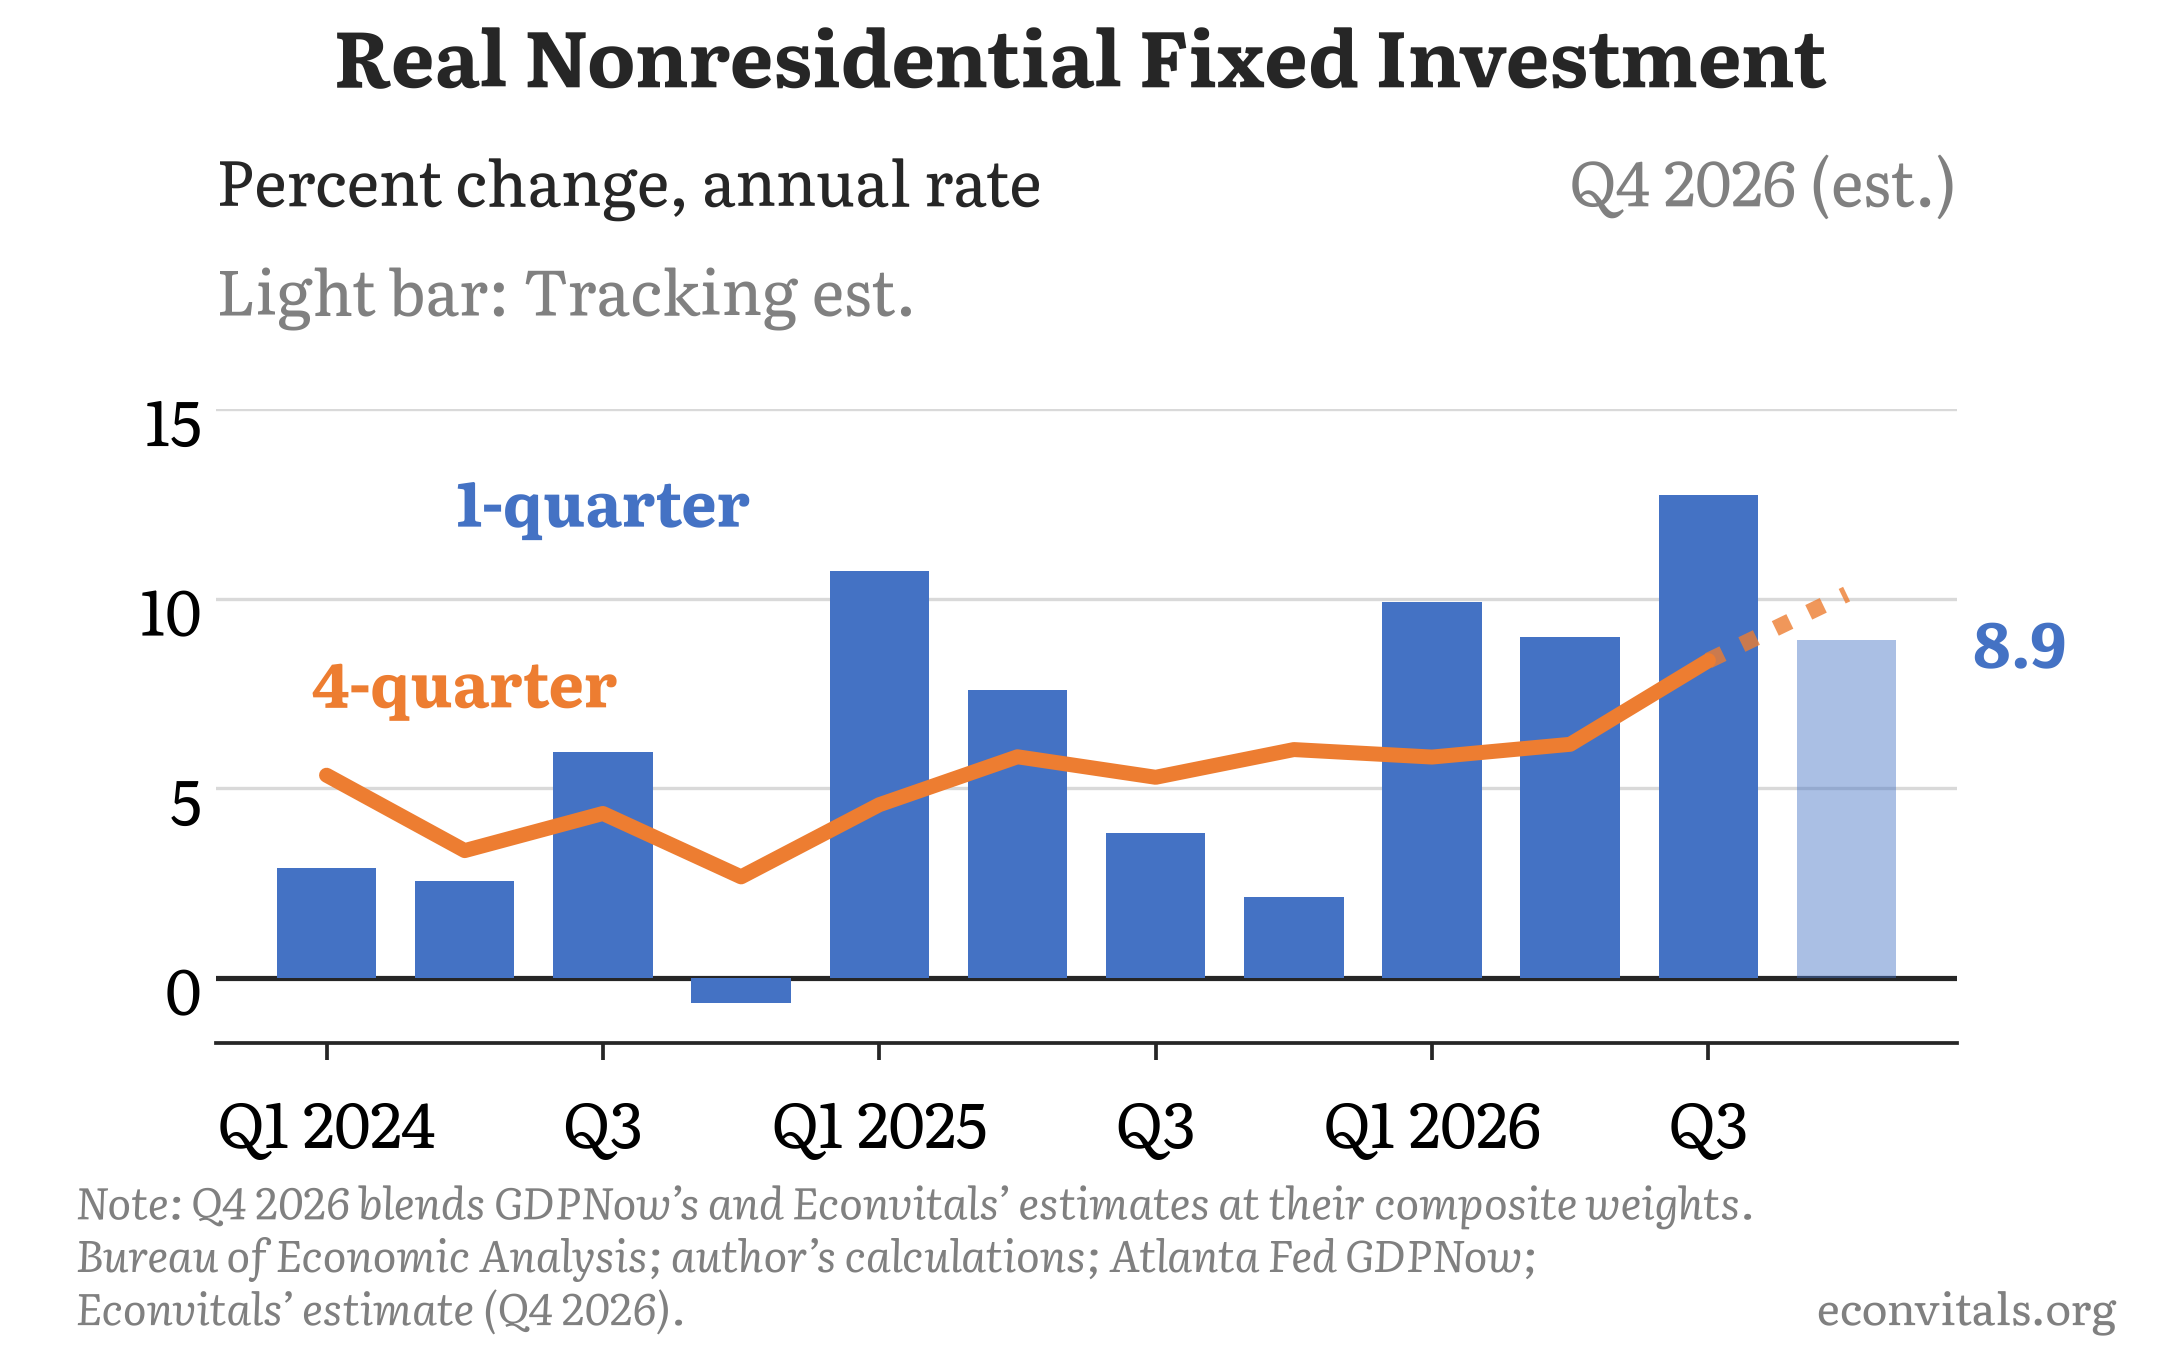 Real Nonresidential Fixed Investment
Percent change, annual rate
Q4 2026 (est.)
Light bar: Tracking est.
15
1-quarter
10
8.9
4-quarter
5
0
Q1 2024
Q3
Q1 2025
Q3
Q1 2026
Q3
Note: Q4 2026 blends GDPNow’s and Econvitals’ estimates at their composite weights.
Bureau of Economic Analysis; author’s calculations; Atlanta Fed GDPNow;
Econvitals’ estimate (Q4 2026).
econvitals.org